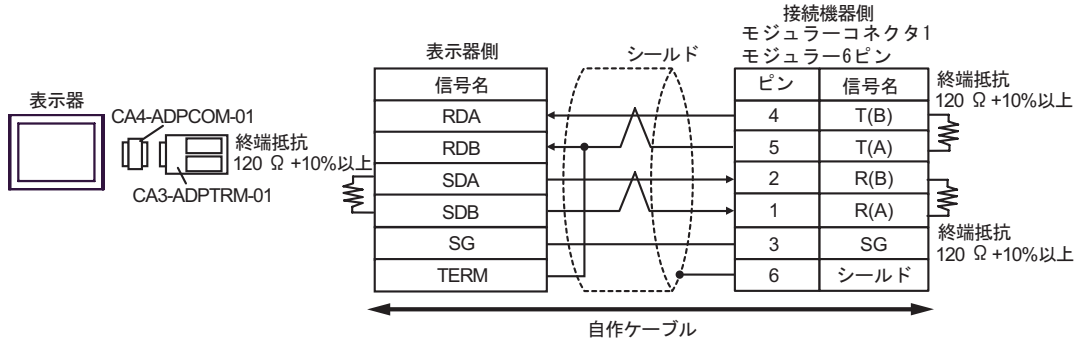 表示器
CA4-ADPCOM-01
CA3-ADPTRM-01
終端抵抗
120 Ω +10%以上
表示器側
信号名
RDA
RDB
SDA
SDB
SG
TERM
シールド
接続機器側
モジュラーコネクタ1
モジュラー6ピン
ピン 信号名
4 T(B)
5 T(A)
2 R(B)
1 R(A)
3 SG
6 シールド
終端抵抗
120 Ω +10%以上
終端抵抗
120 Ω +10%以上
自作ケーブル